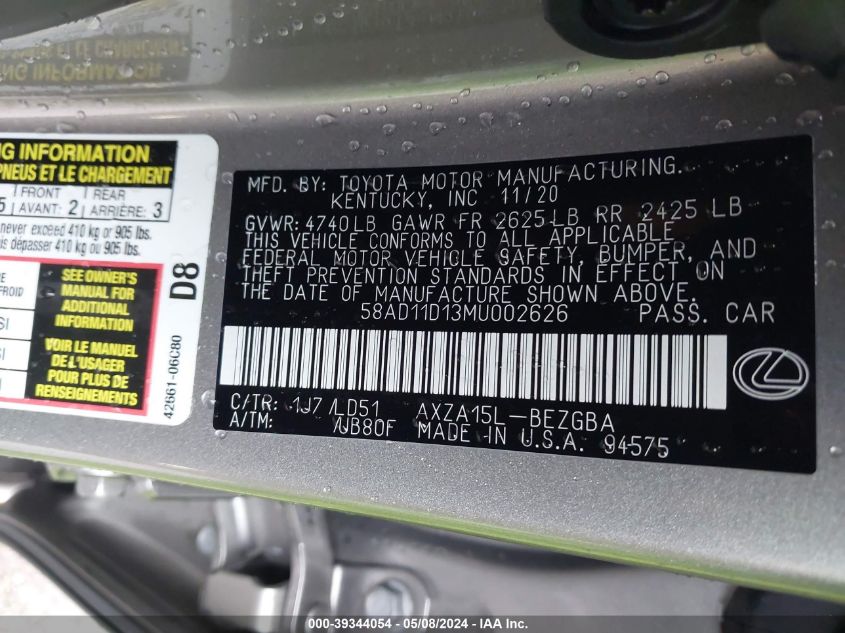 NG INFORMATION
PNEUS ET LE CHARGEMENT
FRONT REAR
5 AVANT: 2 ARRIÈRE: 3
never exceed 410 kg or 905 lbs.
dépasser 410 kg ou 905 lbs.
SEE OWNER'S
MANUAL FOR
ADDITIONAL
INFORMATION
VOIR LE MANUEL
DE L'USAGER
POUR PLUS DE
RENSEIGNEMENTS
D8
42661-06C80
MFD. BY: TOYOTA MOTOR MANUFACTURING.
KENTUCKY, INC 11/20
GVWR: 4740LB GAWR FR 2625LB RR 2425 LB
THIS VEHICLE CONFORMS TO ALL APPLICABLE
FEDERAL MOTOR VEHICLE SAFETY, BUMPER, AND
THEFT PREVENTION STANDARDS IN EFFECT ON
THE DATE OF MANUFACTURE SHOWN ABOVE.
58AD11D13MU002626 PASS. CAR
C/TR: 1J7/LD51 AXZA15L-BEZGBA
A/TM: /UB80F MADE IN U.S.A. 94575
000-39344054 - 05/08/2024 - IAAI.COM